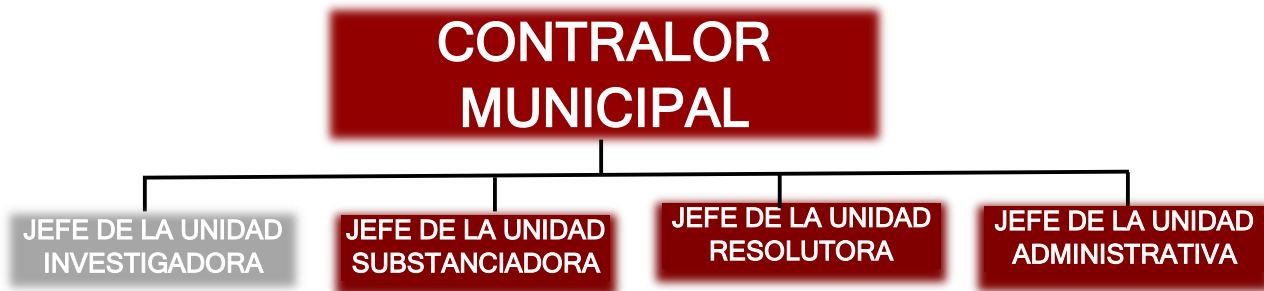 CONTRALOR
MUNICIPAL
JEFE DE LA UNIDAD
INVESTIGADORA
JEFE DE LA UNIDAD
SUBSTANCIADORA
JEFE DE LA UNIDAD
RESOLUTORA
JEFE DE LA UNIDAD
ADMINISTRATIVA